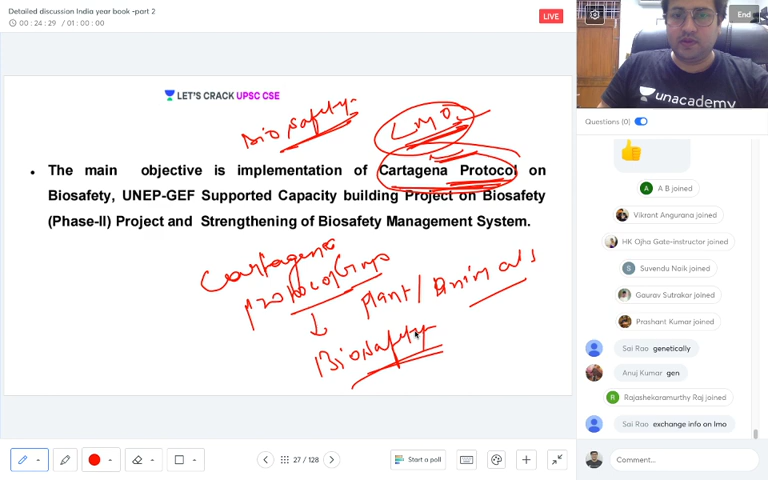 Detailed discussion India year book -part 2
00 : 24 : 29 / 01 : 00 : 00
LIVE
End
LET'S CRACK UPSC CSE
Biosafety
LMOs
• The main objective is implementation of Cartagena Protocol on
Biosafety, UNEP-GEF Supported Capacity building Project on Biosafety
(Phase-II) Project and Strengthening of Biosafety Management System.
Cartagena
protocol
Plant/Animals
Biosafety
unacademy
Questions (0)
A A B joined
Vikrant Angurana joined
HK Ojha Gate-instructor joined
S Suvendu Naik joined
Gaurav Sutrakar joined
Prashant Kumar joined
Sai Rao genetically
Anuj Kumar gen
R Rajashekaramurthy Raj joined
Sai Rao exchange info on lmo
27 / 128
Start a poll
Comment...